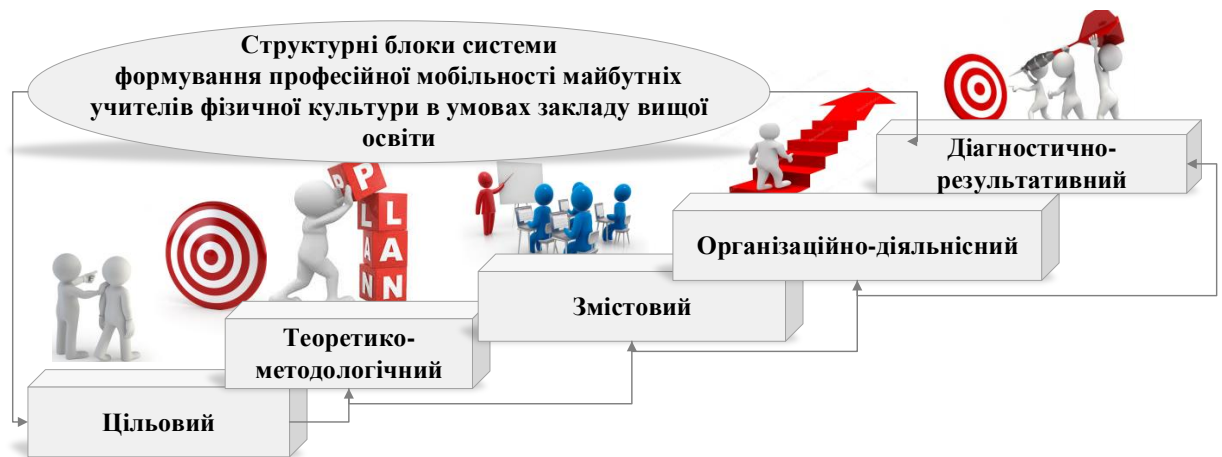 Структурні блоки системи
формування професійної мобільності майбутніх
учителів фізичної культури в умовах закладу вищої
освіти
Діагностично-
результативний
Організаційно-діяльнісний
Змістовий
Теоретико-
методологічний
Цільовий
P
L
A
N
P
L
A
N